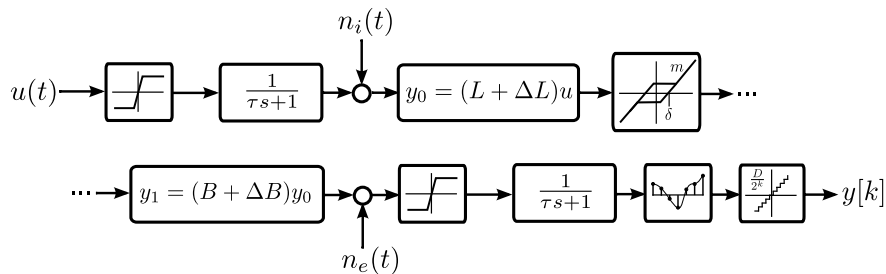 n_i(t)
u(t)
1
τs+1
y_0 = (L + ΔL)u
m
δ
...
...
y_1 = (B + ΔB)y_0
1
τs+1
D
2^k
y[k]
n_e(t)